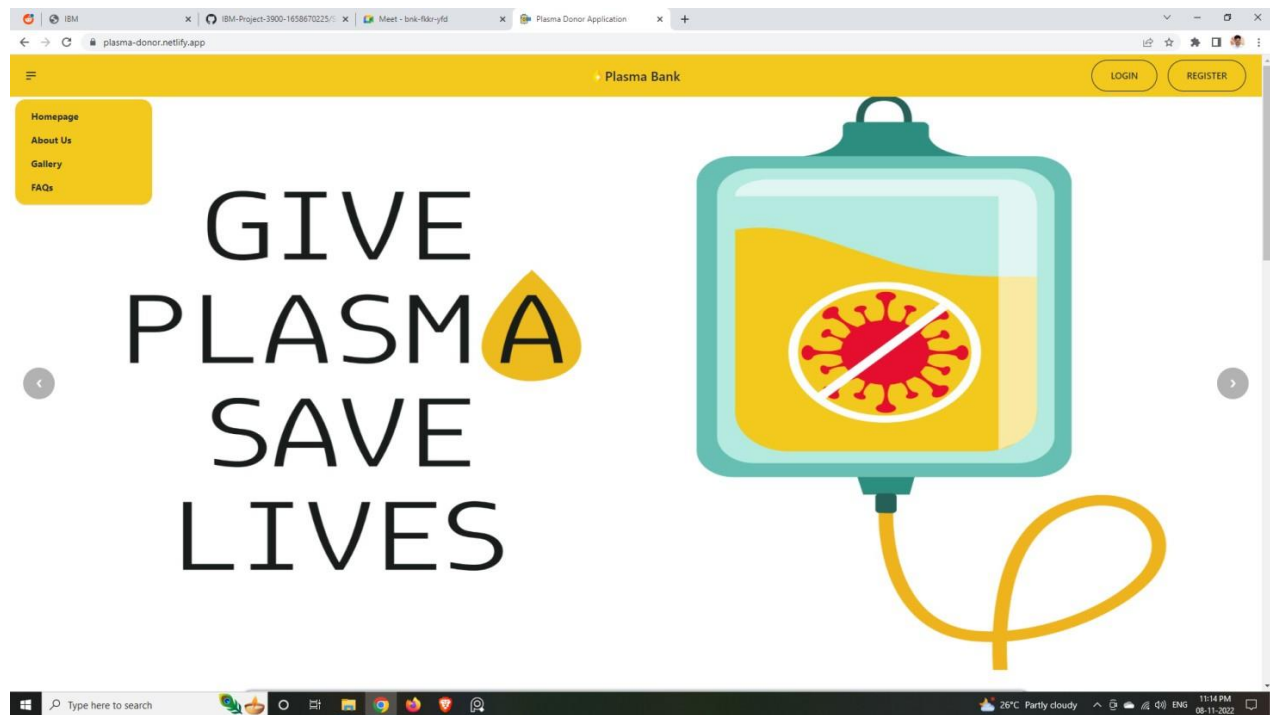 IBM
IBM-Project-3900-1658670225/S
Meet - bnk-fkkr-yfd
Plasma Donor Application
plasma-donor.netlify.app
Plasma Bank
LOGIN
REGISTER
Homepage
About Us
Gallery
FAQs
GIVE
PLASMA
SAVE
LIVES
Type here to search
26°C Partly cloudy
ENG
11:14 PM
08-11-2022